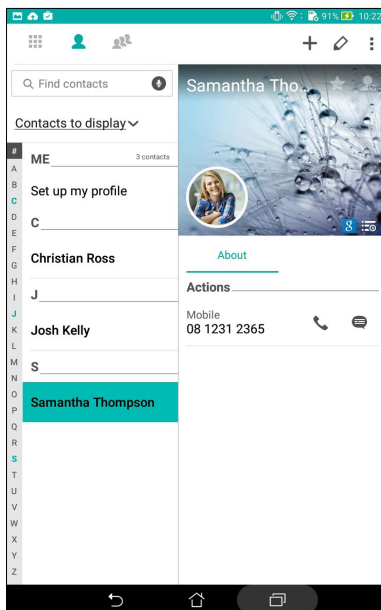 91% 10:22
Find contacts
Contacts to display
#
A
B
C
D
E
F
G
H
I
J
K
L
M
N
O
P
Q
R
S
T
U
V
W
X
Y
Z
ME 3 contacts
Set up my profile
C
Christian Ross
J
Josh Kelly
S
Samantha Thompson
Samantha Tho...
8
About
Actions
Mobile
08 1231 2365